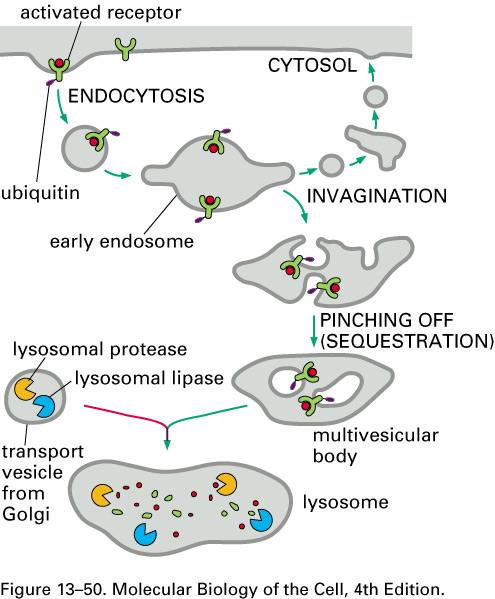 activated receptor
CYTOSOL
ENDOCYTOSIS
ubiquitin
INVAGINATION
early endosome
PINCHING OFF
(SEQUESTRATION)
lysosomal protease
lysosomal lipase
multivesicular
body
transport
vesicle
from
Golgi
lysosome
Figure 13–50. Molecular Biology of the Cell, 4th Edition.